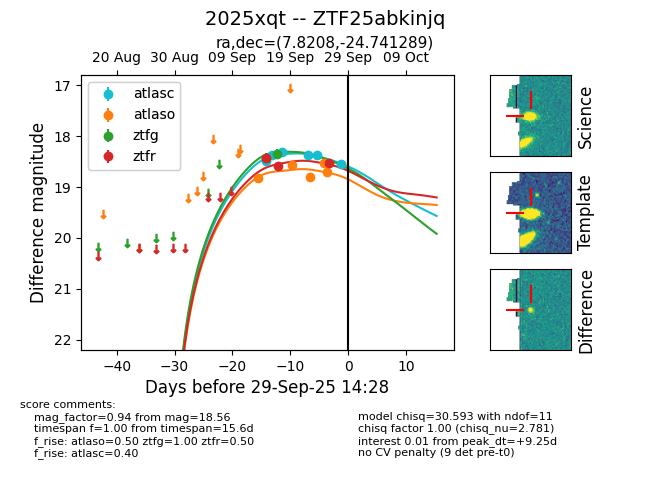 2025xqt -- ZTF25abkinjq
ra,dec=(7.8208,-24.741289)
20 Aug 30 Aug 09 Sep 19 Sep 29 Sep 09 Oct
atlasc
atlaso
ztfg
ztfr
17
18
19
20
21
22
Difference magnitude
−40 −30 −20 −10 0 10
Days before 29-Sep-25 14:28
Science
Template
Difference
score comments:
mag_factor=0.94 from mag=18.56
timespan f=1.00 from timespan=15.6d
f_rise: atlaso=0.50 ztfg=1.00 ztfr=0.50
f_rise: atlasc=0.40
model chisq=30.593 with ndof=11
chisq factor 1.00 (chisq_nu=2.781)
interest 0.01 from peak_dt=+9.25d
no CV penalty (9 det pre-t0)